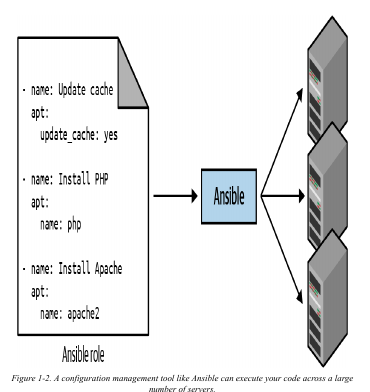 - name: Update cache
apt:
update_cache: yes
- name: Install PHP
apt:
name: php
- name: Install Apache
apt:
name: apache2
Ansible role
Ansible
Figure 1-2. A configuration management tool like Ansible can execute your code across a large
number of servers.